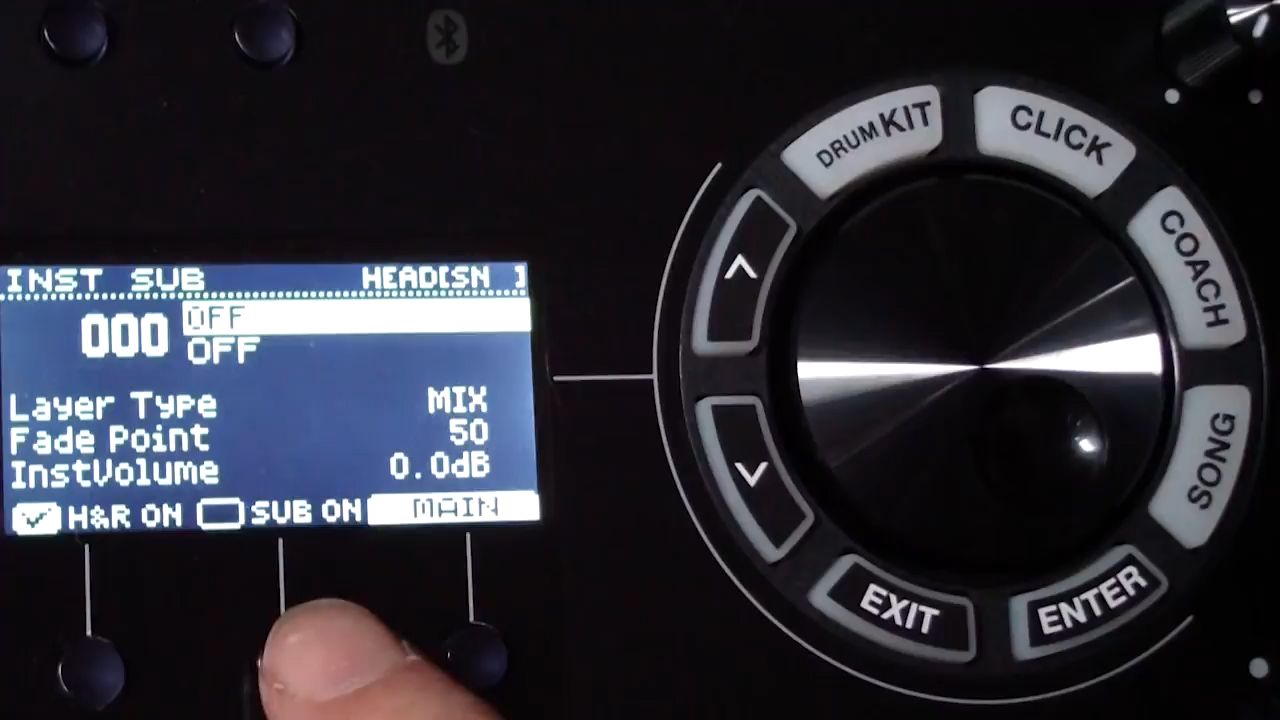 INST SUB HEAD[SN ]
000 OFF
OFF
Layer Type MIX
Fade Point 50
InstVolume 0.0dB
H&R ON SUB ON MAIN
DRUM KIT
CLICK
COACH
SONG
ENTER
EXIT